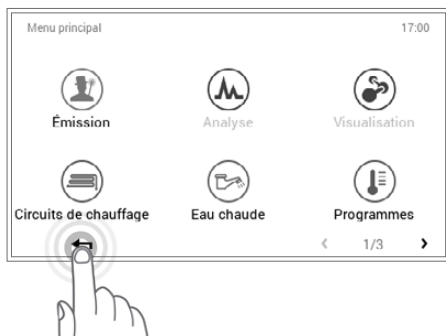 Menu principal 17:00
Émission Analyse Visualisation
Circuits de chauffage Eau chaude Programmes
1/3